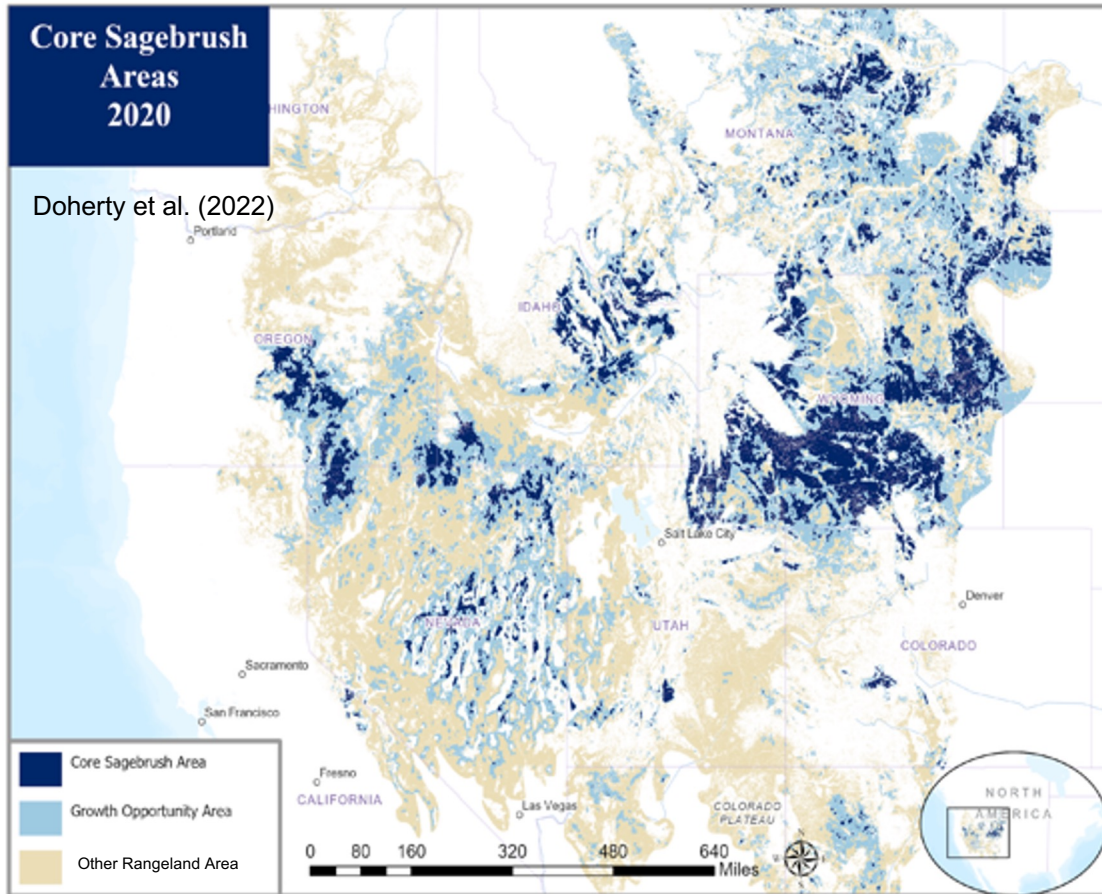 Core Sagebrush
Areas
2020
Doherty et al. (2022)
HINGTON
MONTANA
Portland
IDAHO
OREGON
WYOMING
Salt Lake City
Denver
NEVADA
UTAH
COLORADO
Sacramento
San Francisco
Fresno
CALIFORNIA
Las Vegas
COLORADO
PLATEAU
Core Sagebrush Area
Growth Opportunity Area
Other Rangeland Area
0 80 160 320 480 640
Miles
N
NORTH
AMERICA